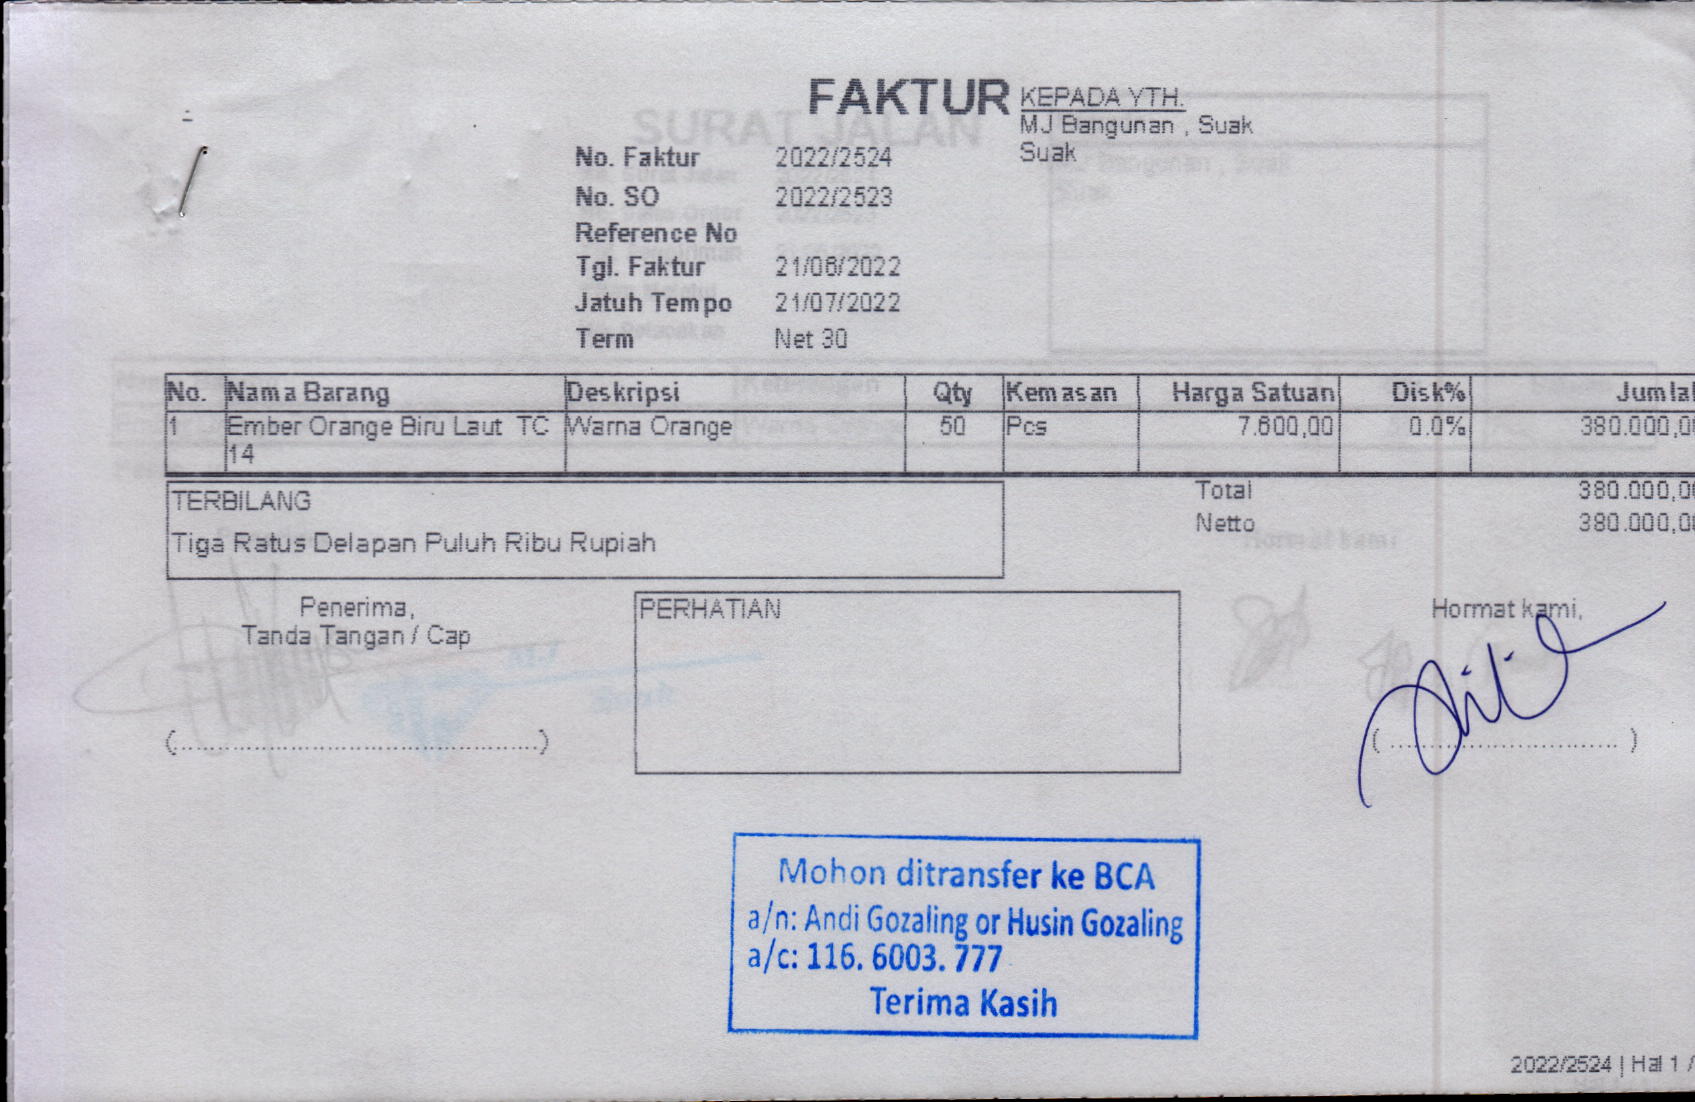 FAKTUR
KEPADA YTH.
MJ Bangunan , Suak
Suak
No. Faktur 2022/2524
No. SO 2022/2523
Reference No
Tgl. Faktur 21/06/2022
Jatuh Tempo 21/07/2022
Term Net 30
No. Nama Barang Deskripsi Qty Kemasan Harga Satuan Disk% Jumlal
1 Ember Orange Biru Laut TC Warna Orange 50 Pcs 7.600,00 0.0% 380.000,0
14
TERBILANG
Tiga Ratus Delapan Puluh Ribu Rupiah
Total 380.000,0
Netto 380.000,0
Penerima,
Tanda Tangan / Cap
(............................................)
PERHATIAN
Hormat kami,
( ............................ )
Mohon ditransfer ke BCA
a/n: Andi Gozaling or Husin Gozaling
a/c: 116. 6003. 777
Terima Kasih
2022/2524 | Hal 1 /